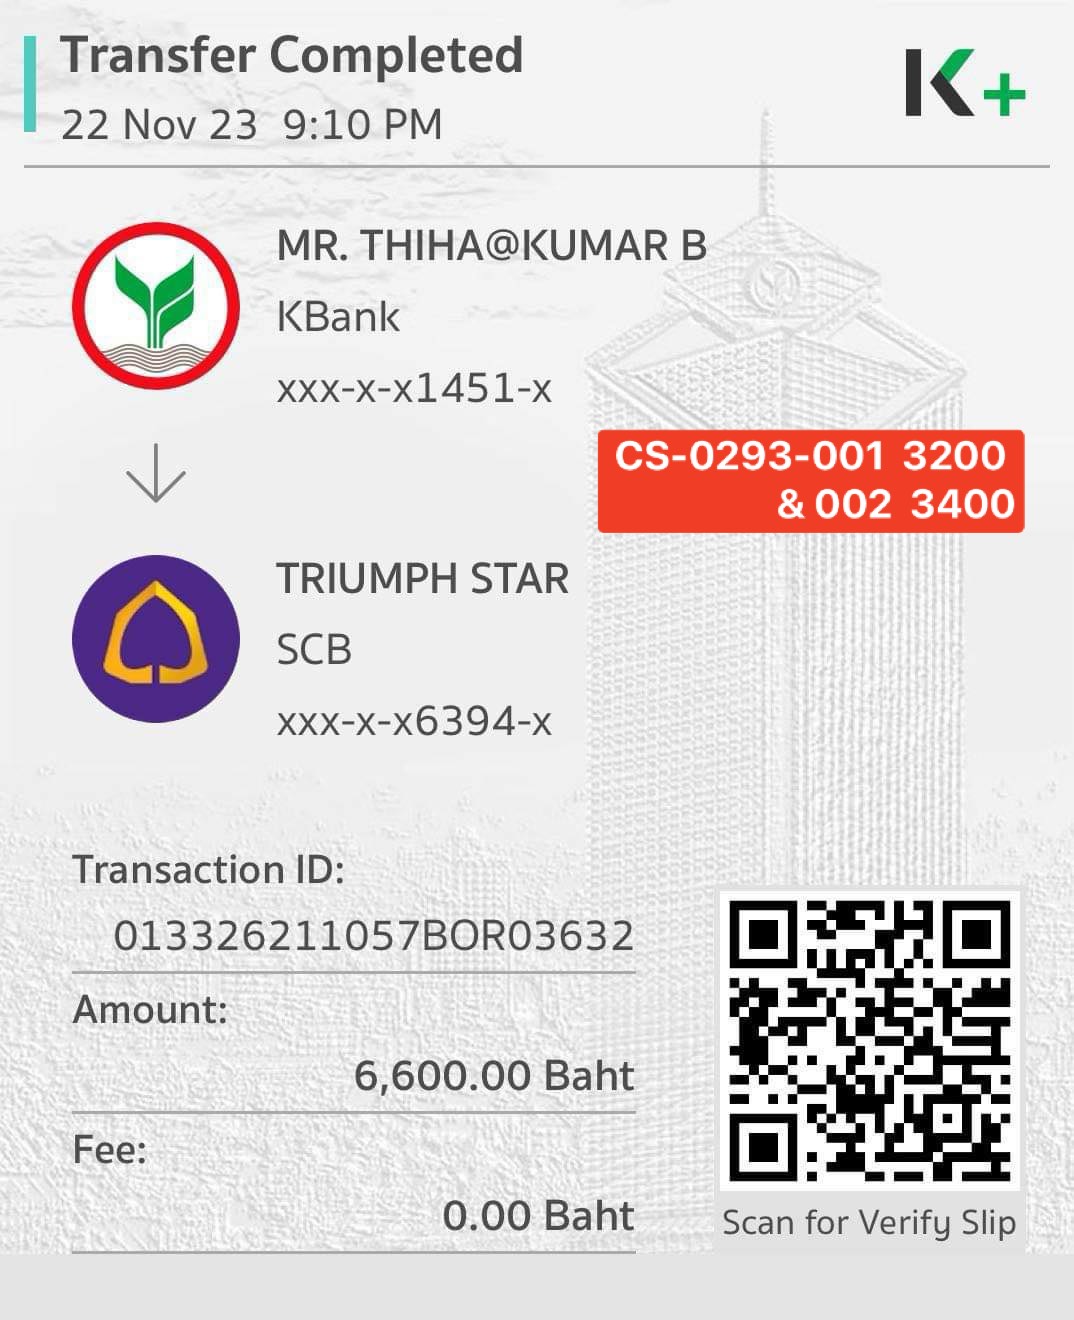 Transfer Completed
22 Nov 23 9:10 PM
K+
MR. THIHA@KUMAR B
KBank
xxx-x-x1451-x
CS-0293-001 3200
& 002 3400
TRIUMPH STAR
SCB
xxx-x-x6394-x
Transaction ID:
013326211057BOR03632
Amount:
6,600.00 Baht
Fee:
0.00 Baht
Scan for Verify Slip